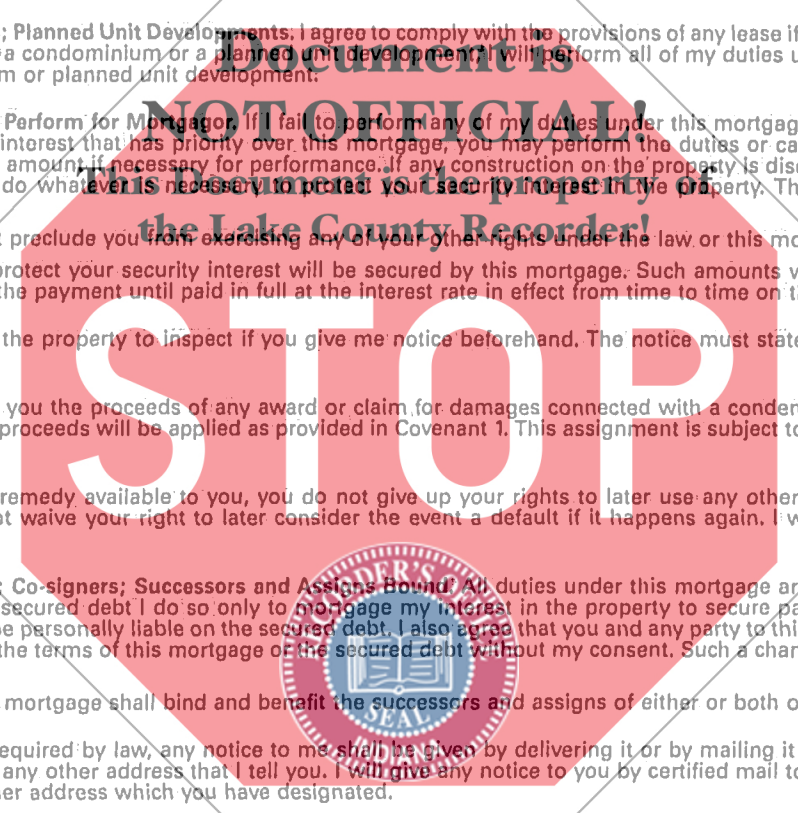 ; Planned Unit Developments. I agree to comply with the provisions of any lease if
a condominium or a planned unit development, I will perform all of my duties u
m or planned unit development.
Document is
NOT OFFICIAL!
This Document is the property of
the Lake County Recorder!
Perform for Mortgagor. If I fail to perform any of my duties under this mortgag
interest that has priority over this mortgage, you may perform the duties or ca
amount if necessary for performance. If any construction on the property is disc
do whatever is necessary to protect your security interest in the property. Th
t preclude you from exercising any of your other rights under the law or this mo
protect your security interest will be secured by this mortgage. Such amounts w
the payment until paid in full at the interest rate in effect from time to time on t
the property to inspect if you give me notice beforehand. The notice must state
STOP
you the proceeds of any award or claim for damages connected with a conden
proceeds will be applied as provided in Covenant 1. This assignment is subject to
remedy available to you, you do not give up your rights to later use any other
ot waive your right to later consider the event a default if it happens again. I w
; Co-signers; Successors and Assigns Bound. All duties under this mortgage ar
secured debt I do so only to mortgage my interest in the property to secure pa
e personally liable on the secured debt. I also agree that you and any party to thi
the terms of this mortgage or the secured debt without my consent. Such a chan
mortgage shall bind and benefit the successors and assigns of either or both o
RECORDER'S OFFICE
SEAL
INDIANA
equired by law, any notice to me shall be given by delivering it or by mailing it
any other address that I tell you. I will give any notice to you by certified mail to
er address which you have designated.